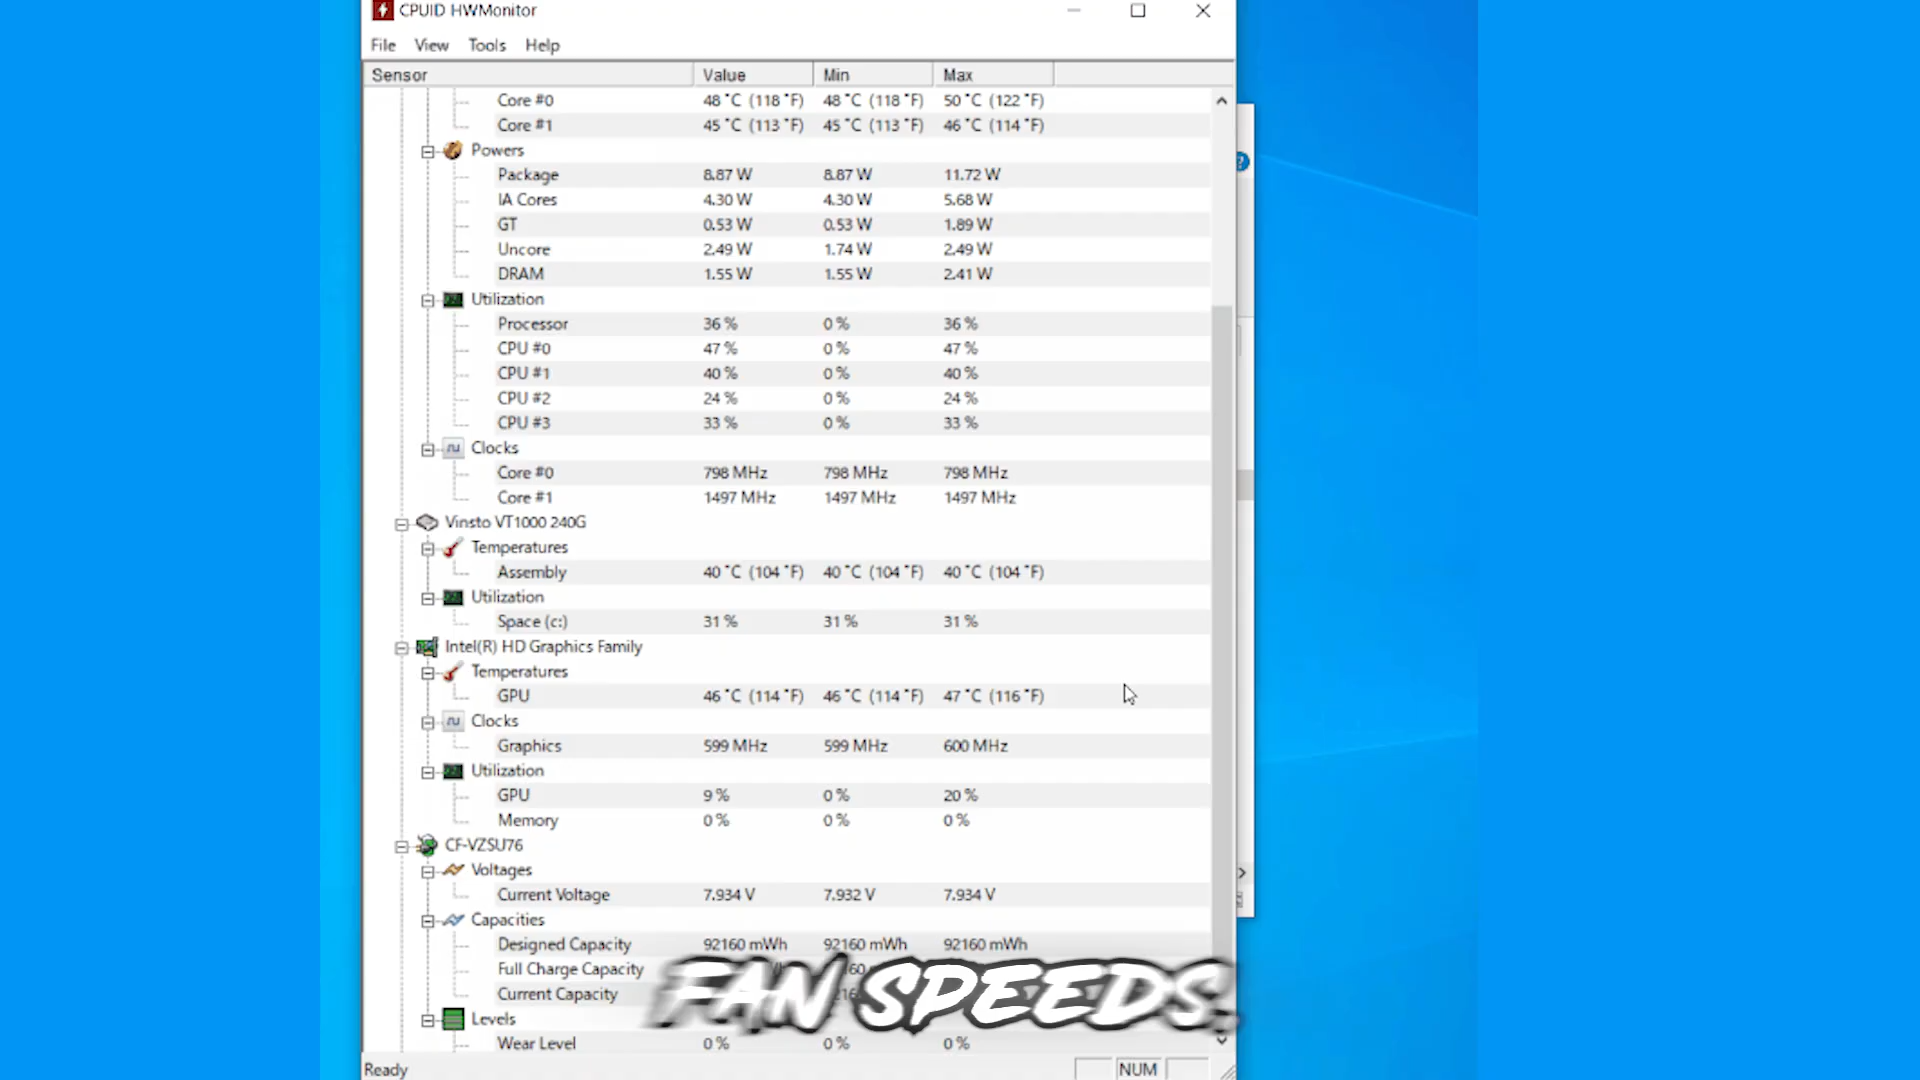 CPUID HWMonitor
File View Tools Help
Sensor Value Min Max
Core #0 48 °C (118 °F) 48 °C (118 °F) 50 °C (122 °F)
Core #1 45 °C (113 °F) 45 °C (113 °F) 46 °C (114 °F)
Powers
Package 8.87 W 8.87 W 11.72 W
IA Cores 4.30 W 4.30 W 5.68 W
GT 0.53 W 0.53 W 1.89 W
Uncore 2.49 W 1.74 W 2.49 W
DRAM 1.55 W 1.55 W 2.41 W
Utilization
Processor 36 % 0 % 36 %
CPU #0 47 % 0 % 47 %
CPU #1 40 % 0 % 40 %
CPU #2 24 % 0 % 24 %
CPU #3 33 % 0 % 33 %
Clocks
Core #0 798 MHz 798 MHz 798 MHz
Core #1 1497 MHz 1497 MHz 1497 MHz
Vinsto VT1000 240G
Temperatures
Assembly 40 °C (104 °F) 40 °C (104 °F) 40 °C (104 °F)
Utilization
Space (c:) 31 % 31 % 31 %
Intel(R) HD Graphics Family
Temperatures
GPU 46 °C (114 °F) 46 °C (114 °F) 47 °C (116 °F)
Clocks
Graphics 599 MHz 599 MHz 600 MHz
Utilization
GPU 9 % 0 % 20 %
Memory 0 % 0 % 0 %
CF-VZSU76
Voltages
Current Voltage 7.934 V 7.932 V 7.934 V
Capacities
Designed Capacity 92160 mWh 92160 mWh 92160 mWh
Full Charge Capacity
Current Capacity
FAN SPEEDS,
Levels
Wear Level 0 % 0 % 0 %
Ready NUM